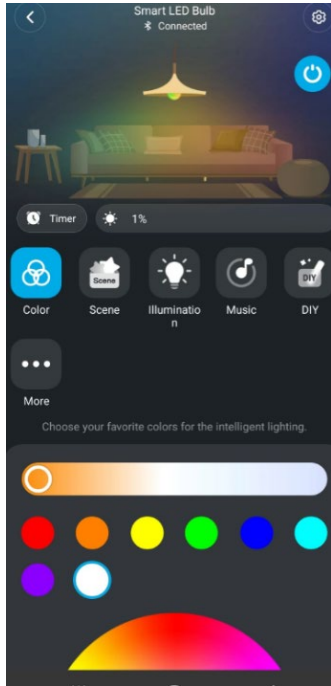 Smart LED Bulb
Connected
Timer
1%
Scene
DIY
Color
Scene
Illuminatio
n
Music
DIY
More
Choose your favorite colors for the intelligent lighting.